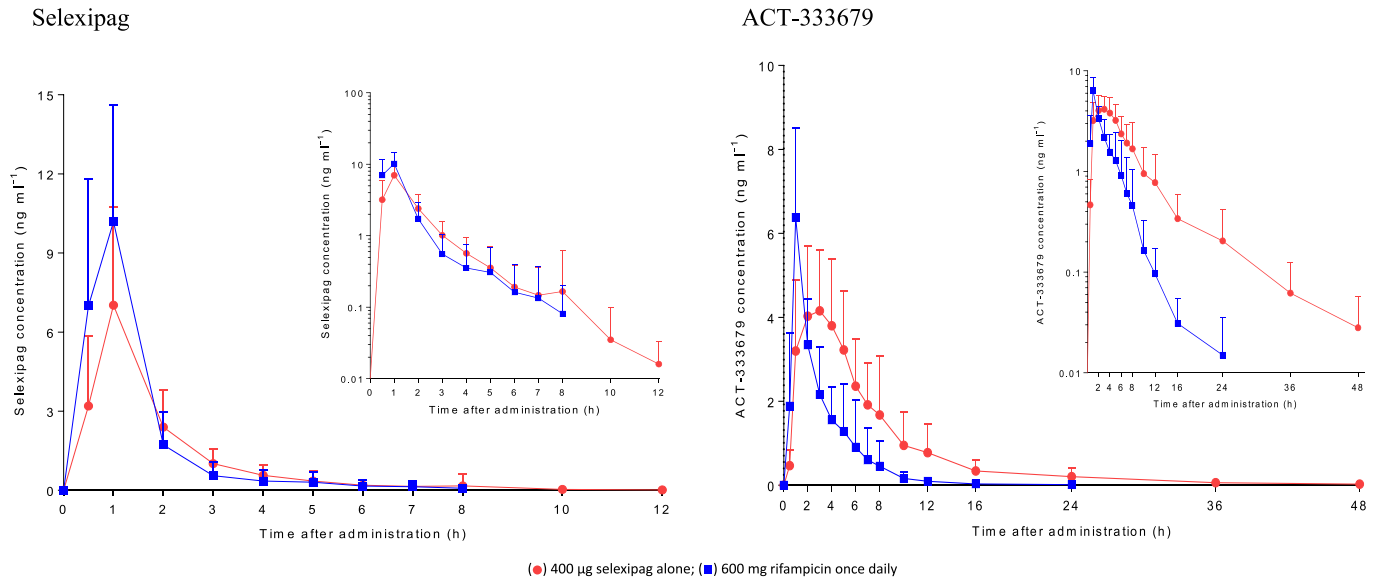 Selexipag
ACT-333679
Selexipag concentration (ng ml⁻¹)
15
12
9
6
3
0
0 1 2 3 4 5 6 7 8 10 12
Time after administration (h)
Selexipag concentration (ng ml⁻¹)
100
10
1
0.1
0.01
0 1 2 3 4 5 6 7 8 10 12
Time after administration (h)
ACT-333679 concentration (ng ml⁻¹)
10
8
6
4
2
0
0 2 4 6 8 12 16 24 36 48
Time after administration (h)
ACT-333679 concentration (ng ml⁻¹)
10
1
0.1
0.01
2 4 6 8 12 16 24 36 48
Time after administration (h)
(●) 400 µg selexipag alone; (■) 600 mg rifampicin once daily